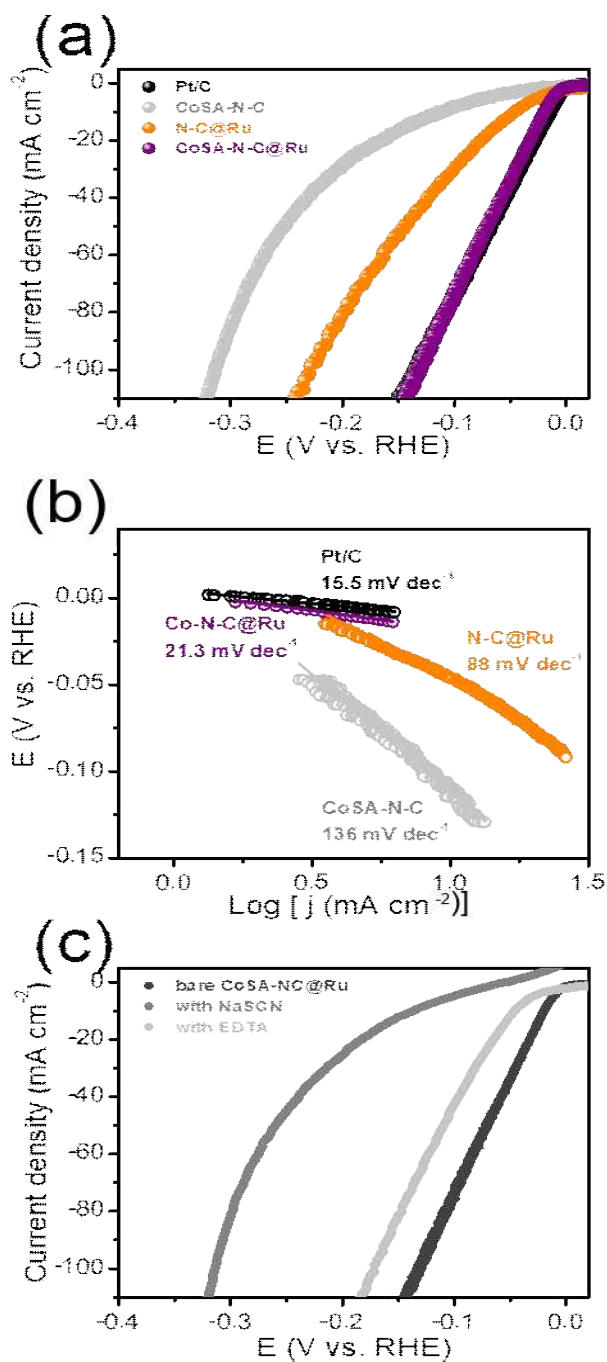 (a)
0
-20
-40
-60
-80
-100
Current density (mA cm⁻²)
Pt/C
CoSA-N-C
N-C@Ru
CoSA-N-C@Ru
-0.4 -0.3 -0.2 -0.1 0.0
E (V vs. RHE)
(b)
0.00
-0.05
-0.10
-0.15
E (V vs. RHE)
Pt/C
15.5 mV dec⁻¹
Co-N-C@Ru
21.3 mV dec⁻¹
N-C@Ru
88 mV dec⁻¹
CoSA-N-C
136 mV dec⁻¹
0.0 0.5 1.0 1.5
Log [ j (mA cm⁻²)]
(c)
0
-20
-40
-60
-80
-100
Current density (mA cm⁻²)
bare CoSA-NC@Ru
with NaSCN
with EDTA
-0.4 -0.3 -0.2 -0.1 0.0
E (V vs. RHE)